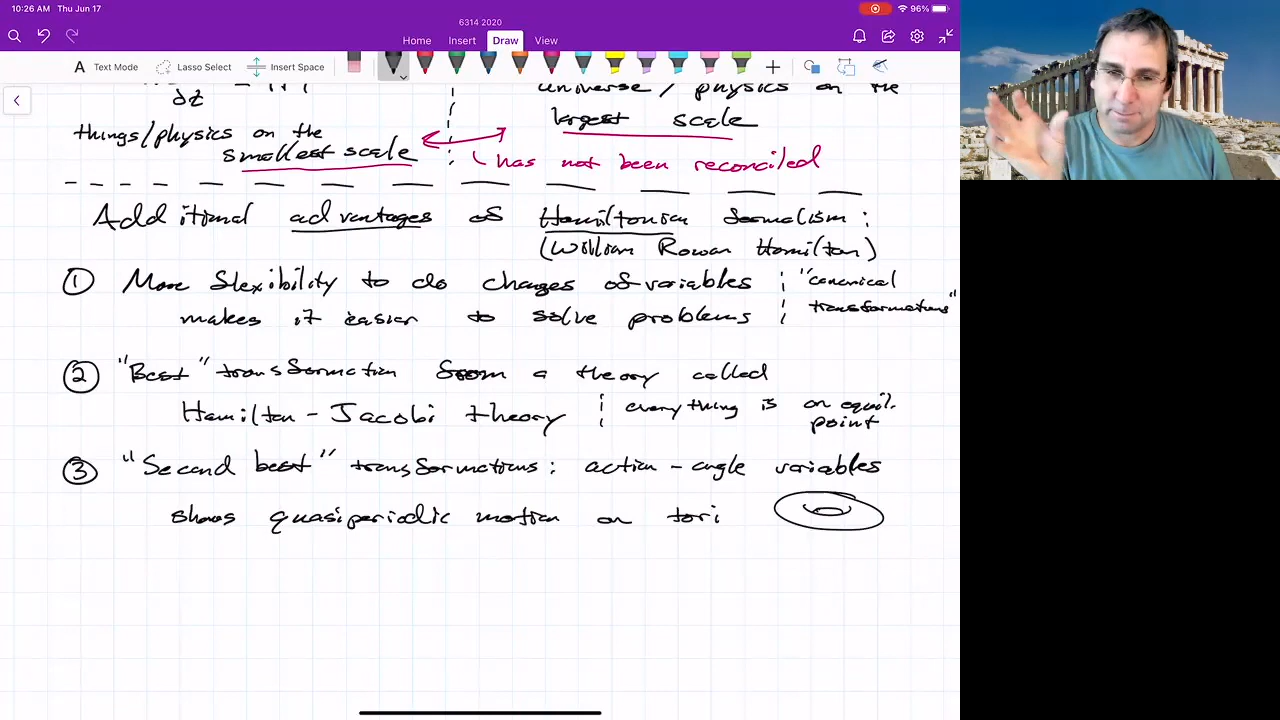 10:26 AM Thu Jun 17
96%
6314 2020
Home Insert Draw View
Text Mode Lasso Select Insert Space
∂t
universe / physics on the
things/physics on the
largest scale
smallest scale
has not been reconciled
Additional advantages of Hamiltonian formalism:
(William Rowan Hamilton)
① More flexibility to do changes of variables
"canonical
makes it easier to solve problems
transformations"
② "Best" transformation from a theory called
Hamilton-Jacobi theory
everything is an equil.
point
③ "Second best" transformations: action-angle variables
shows quasiperiodic motion on tori